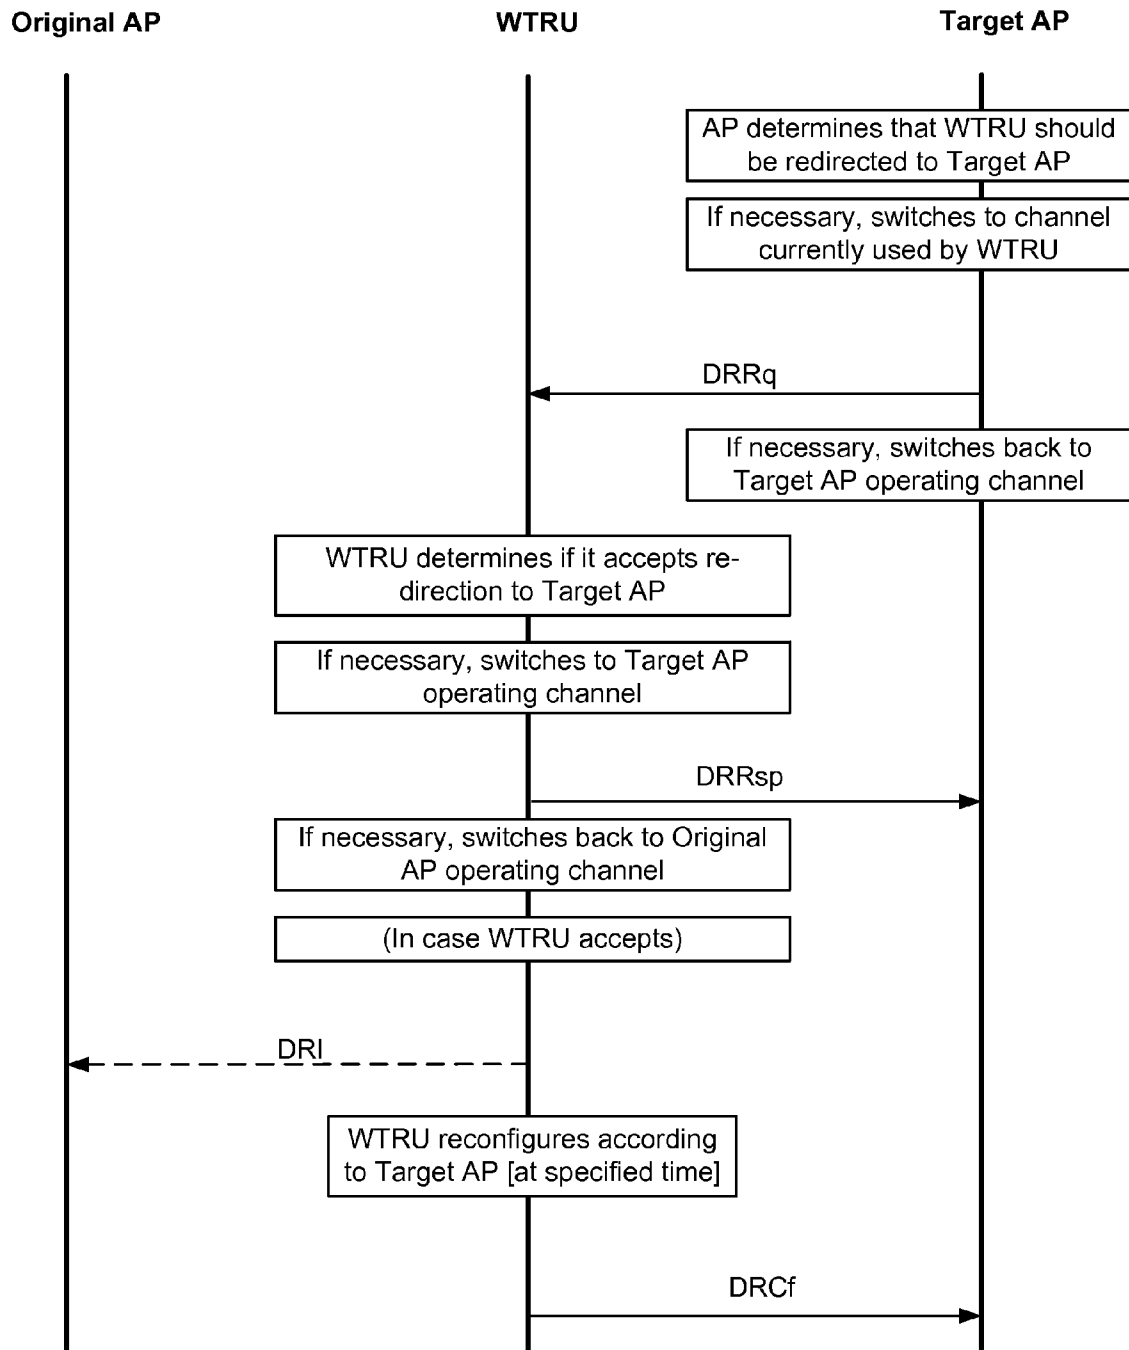 Original AP
WTRU
Target AP
AP determines that WTRU should
be redirected to Target AP
If necessary, switches to channel
currently used by WTRU
DRRq
If necessary, switches back to
Target AP operating channel
WTRU determines if it accepts re-
direction to Target AP
If necessary, switches to Target AP
operating channel
DRRsp
If necessary, switches back to Original
AP operating channel
(In case WTRU accepts)
DRI
WTRU reconfigures according
to Target AP [at specified time]
DRCf